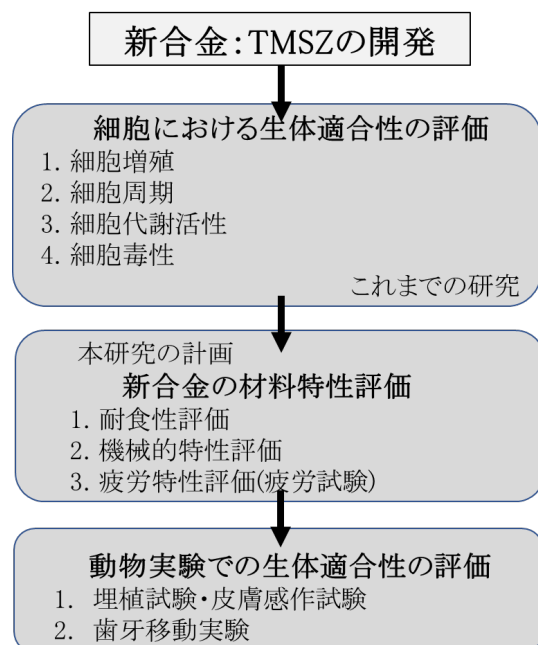 新合金:TMSZの開発
細胞における生体適合性の評価
1. 細胞増殖
2. 細胞周期
3. 細胞代謝活性
4. 細胞毒性
これまでの研究
本研究の計画
新合金の材料特性評価
1. 耐食性評価
2. 機械的特性評価
3. 疲労特性評価(疲労試験)
動物実験での生体適合性の評価
1. 埋植試験・皮膚感作試験
2. 歯牙移動実験